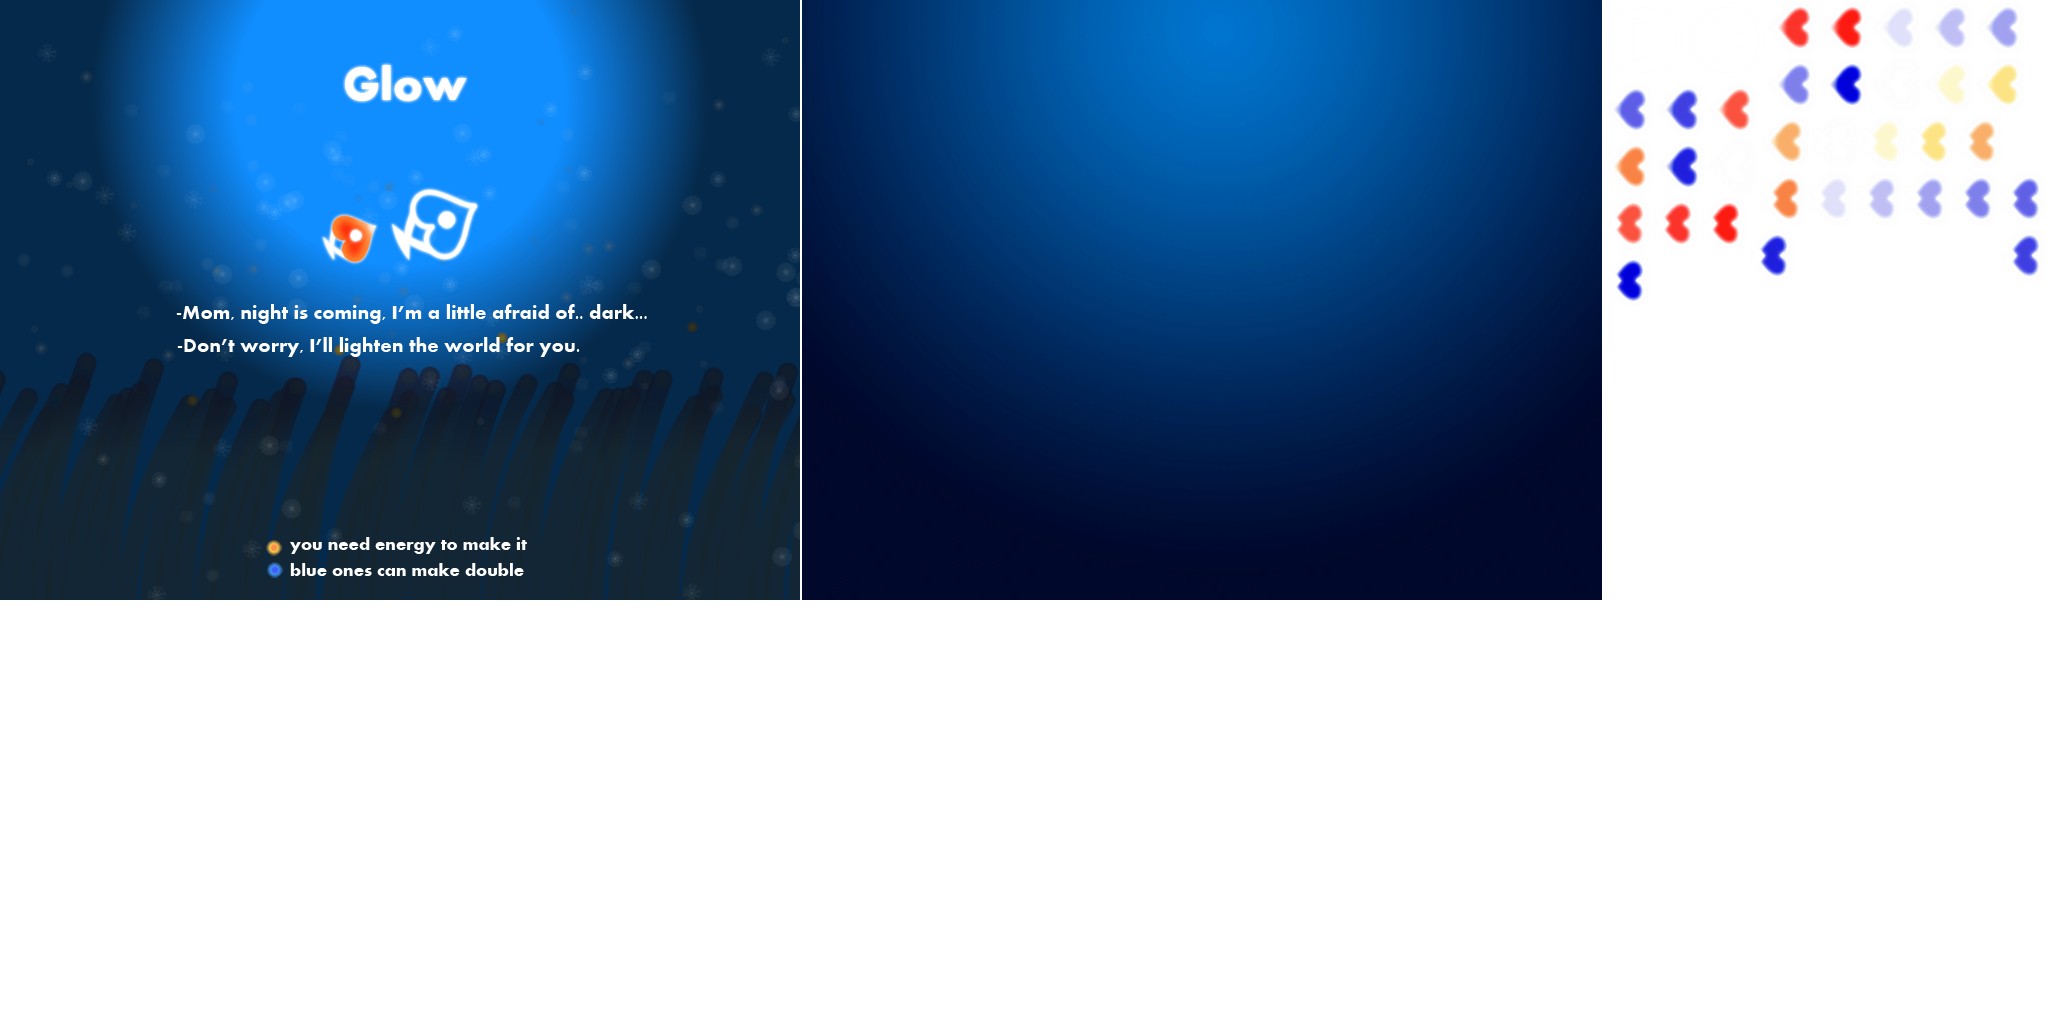 Glow
-Mom, night is coming, I'm a little afraid of.. dark...
-Don't worry, I'll lighten the world for you.
you need energy to make it
blue ones can make double